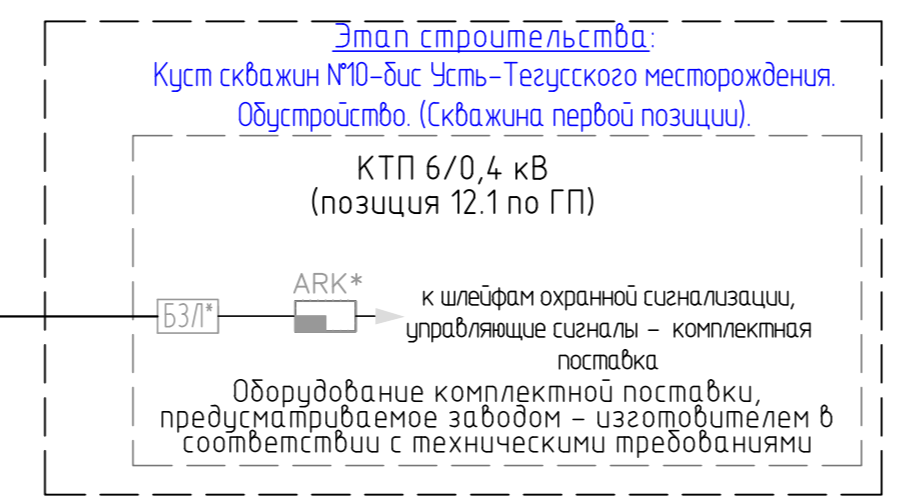 Этап строительства:
Куст скважин №10-бис Усть-Тегусского месторождения.
Обустройство. (Скважина первой позиции).
КТП 6/0,4 кВ
(позиция 12.1 по ГП)
ARK*
БЗЛ*
к шлейфам охранной сигнализации,
управляющие сигналы – комплектная
поставка
Оборудование комплектной поставки,
предусматриваемое заводом – изготовителем в
соответствии с техническими требованиями